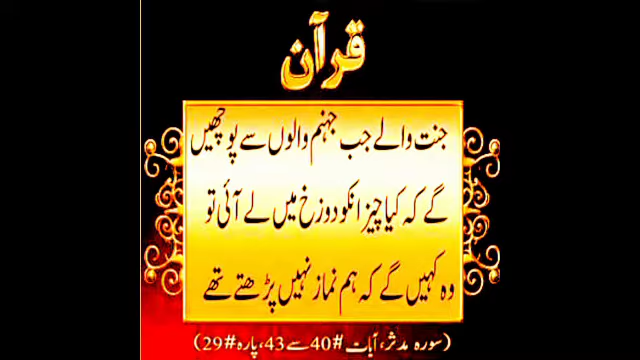 قرآن
جنت والے جب جہنم والوں سے پوچھیں
گے کہ کیا چیز انکو دوزخ میں لے آئی تو
وہ کہیں گے کہ ہم نماز نہیں پڑھتے تھے
(سورہ مدثر، آیات #40 سے 43، پارہ #29)